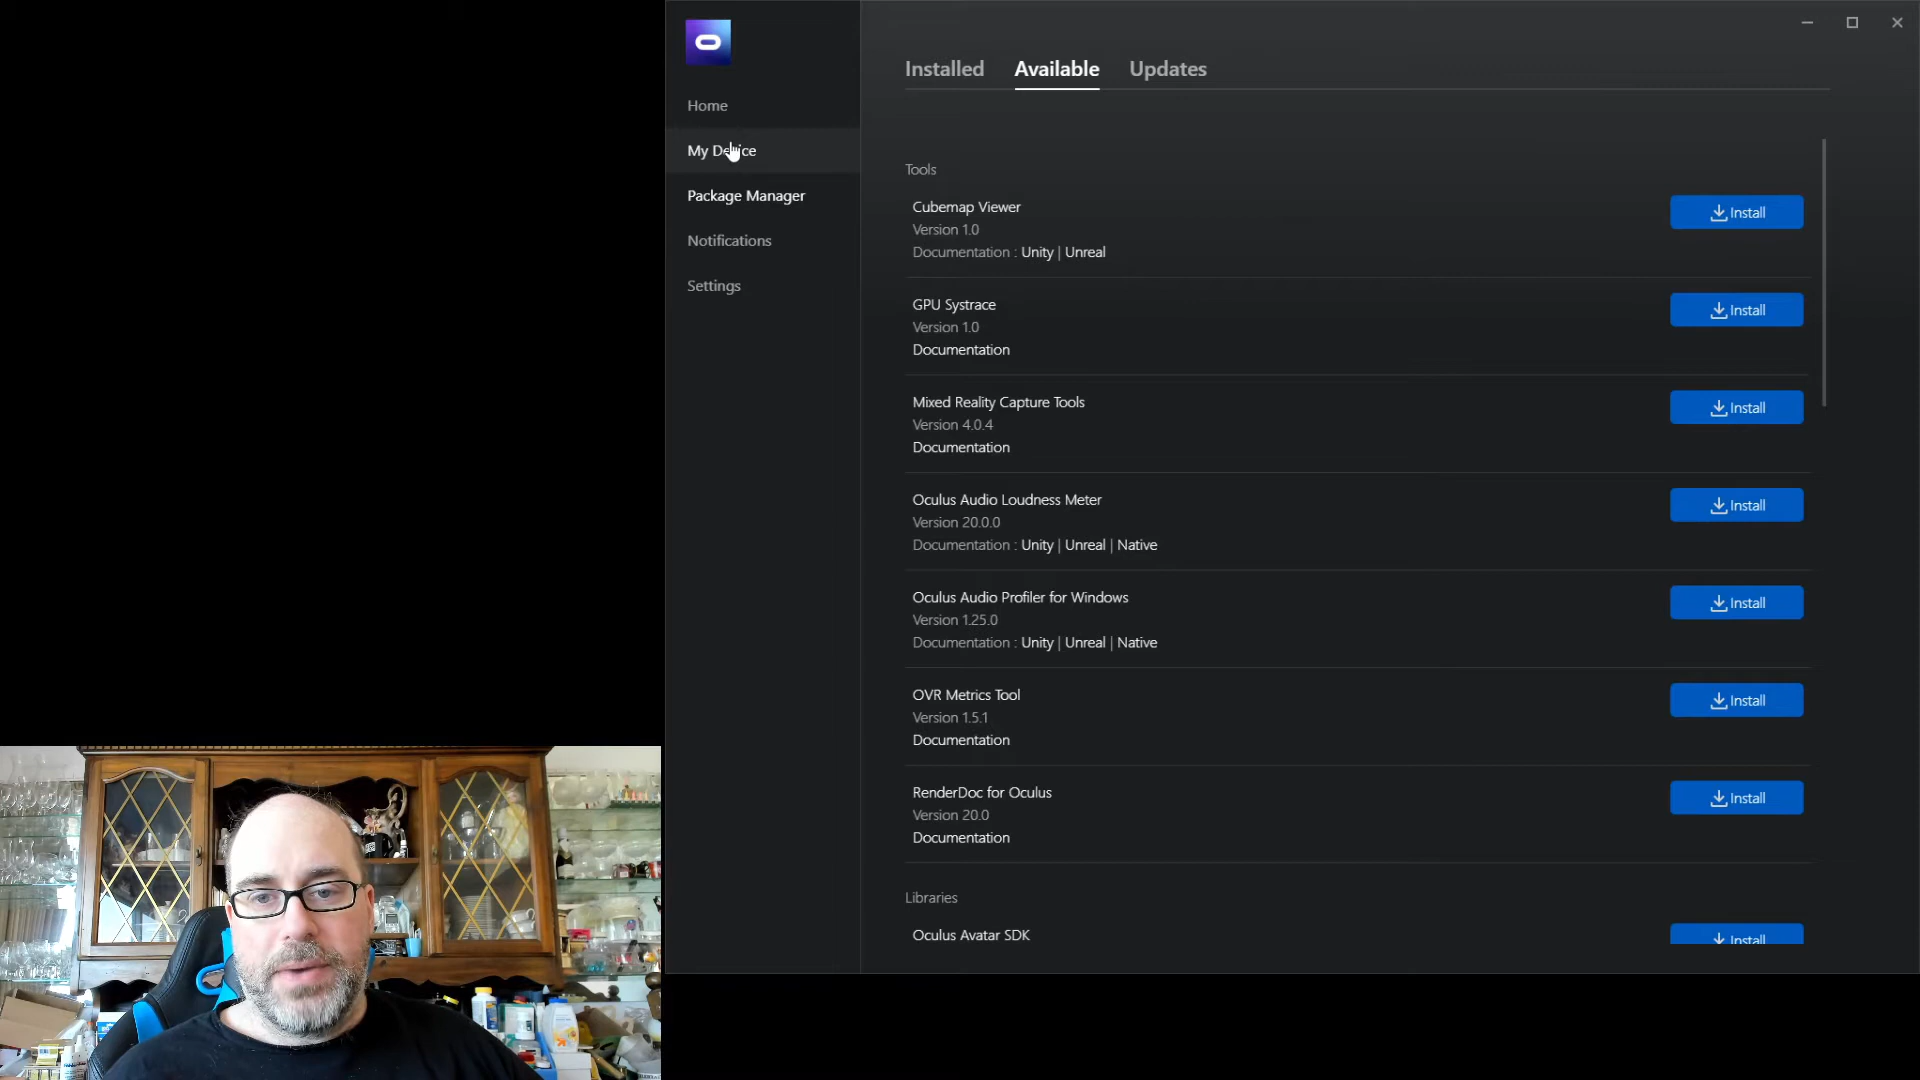 Home
My Device
Package Manager
Notifications
Settings
Installed Available Updates
Tools
Cubemap Viewer
Install
Version 1.0
Documentation : Unity | Unreal
GPU Systrace
Install
Version 1.0
Documentation
Mixed Reality Capture Tools
Install
Version 4.0.4
Documentation
Oculus Audio Loudness Meter
Install
Version 20.0.0
Documentation : Unity | Unreal | Native
Oculus Audio Profiler for Windows
Install
Version 1.25.0
Documentation : Unity | Unreal | Native
OVR Metrics Tool
Install
Version 1.5.1
Documentation
RenderDoc for Oculus
Install
Version 20.0
Documentation
Libraries
Oculus Avatar SDK
Install